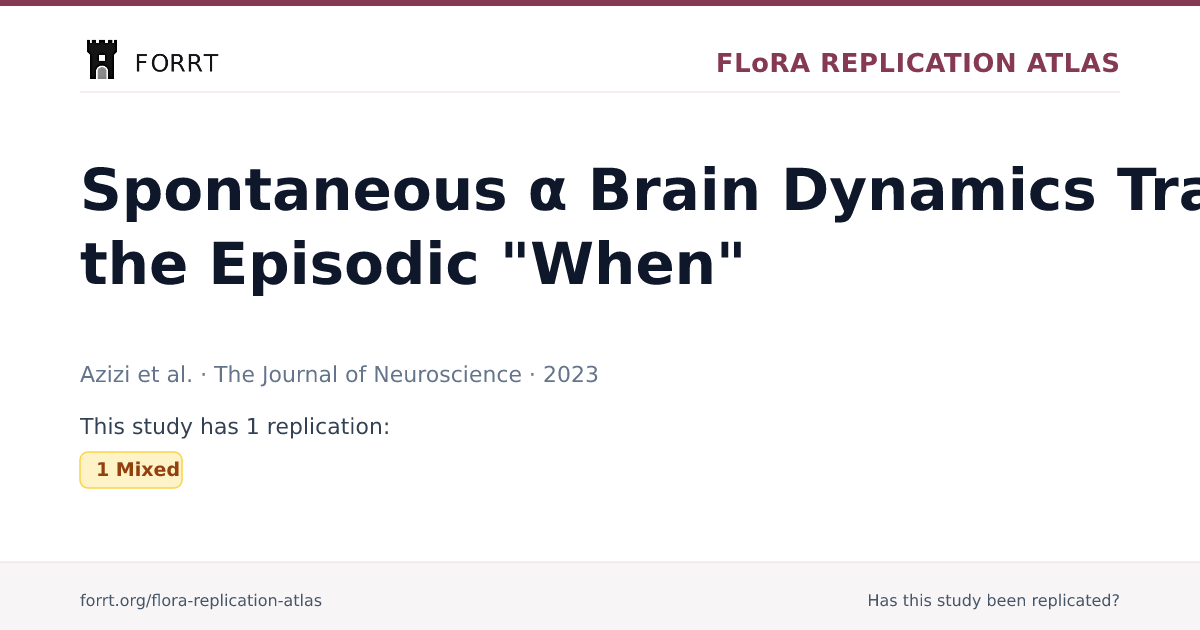 FORRT
FLoRA REPLICATION ATLAS
Spontaneous α Brain Dynamics
the Episodic "When"
Azizi et al. · The Journal of Neuroscience · 2023
This study has 1 replication:
1 Mixed
forrt.org/flora-replication-atlas
Has this study been replicated?